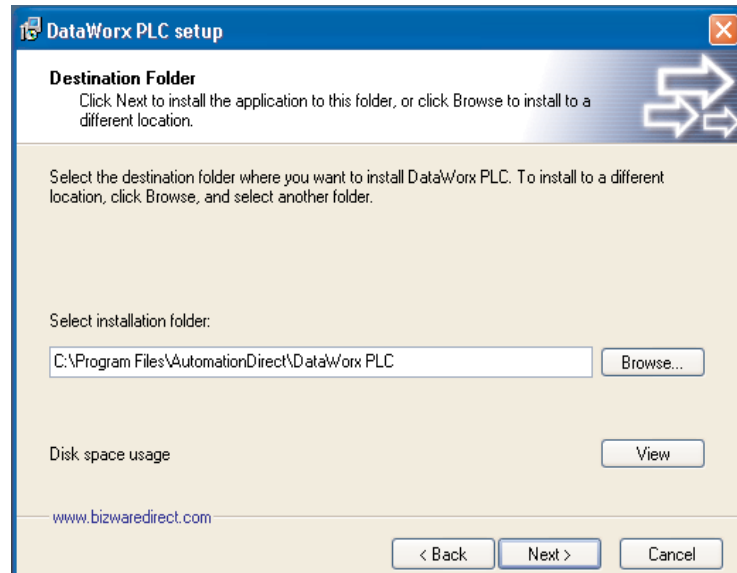 DataWorx PLC setup
Destination Folder
Click Next to install the application to this folder, or click Browse to install to a
different location.
Select the destination folder where you want to install DataWorx PLC. To install to a different
location, click Browse, and select another folder.
Select installation folder:
C:\Program Files\AutomationDirect\DataWorx PLC
Browse...
Disk space usage
View
www.bizwaredirect.com
< Back
Next >
Cancel